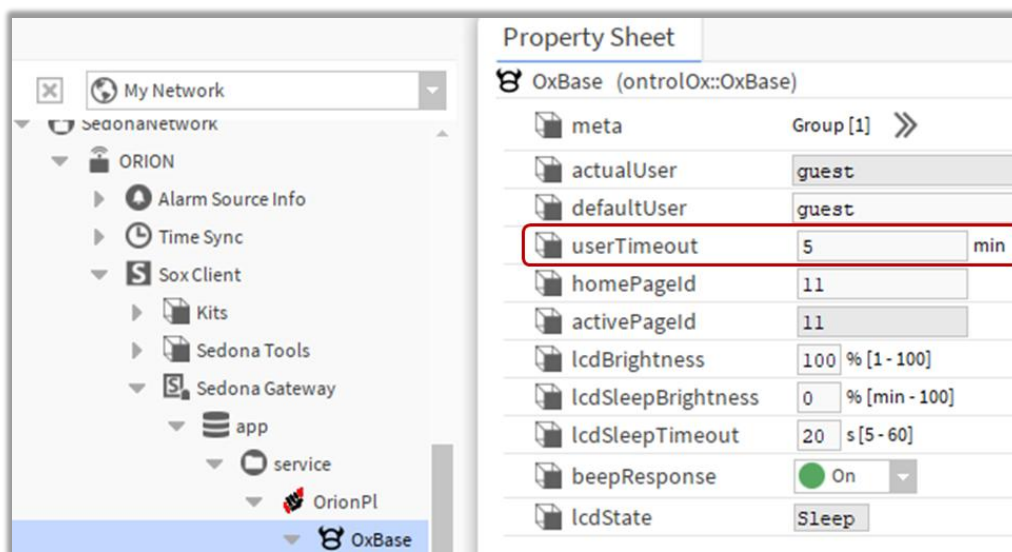 My Network
SedonaNetwork
ORION
Alarm Source Info
Time Sync
S Sox Client
Kits
Sedona Tools
S Sedona Gateway
app
service
OrionPl
OxBase
Property Sheet
OxBase (ontrolOx::OxBase)
meta Group [1]
actualUser guest
defaultUser guest
userTimeout 5 min
homePageId 11
activePageId 11
lcdBrightness 100 % [1 - 100]
lcdSleepBrightness 0 % [min - 100]
lcdSleepTimeout 20 s [5 - 60]
beepResponse On
lcdState Sleep